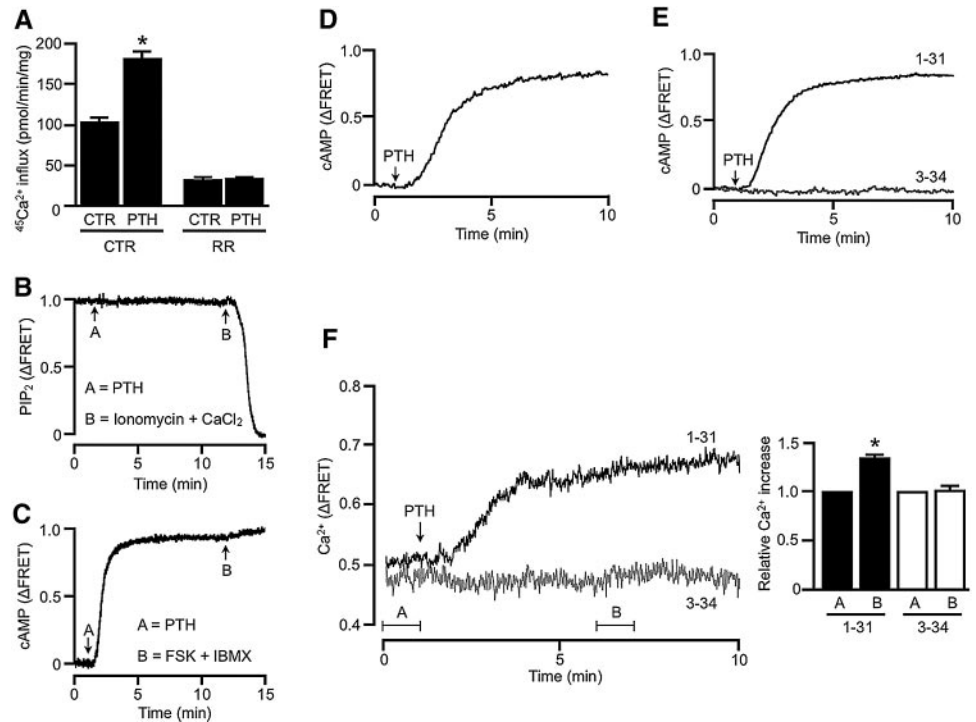 A
⁴⁵Ca²⁺ influx (pmol/min/mg)
200
150
100
50
0
*
CTR PTH CTR PTH
CTR RR
B
PIP₂ (ΔFRET)
1.0
0.5
0
A
B
A = PTH
B = Ionomycin + CaCl₂
0 5 10 15
Time (min)
C
cAMP (ΔFRET)
1.0
0.5
0
A
B
A = PTH
B = FSK + IBMX
0 5 10 15
Time (min)
D
cAMP (ΔFRET)
1.0
0.5
0
PTH
0 5 10
Time (min)
E
cAMP (ΔFRET)
1.0
0.5
0
1-31
PTH
3-34
0 5 10
Time (min)
F
Ca²⁺ (ΔFRET)
0.8
0.7
0.6
0.5
0.4
1-31
PTH
3-34
A
B
0 5 10
Time (min)
Relative Ca²⁺ increase
1.5
1.0
0.5
0
*
A B A B
1-31 3-34